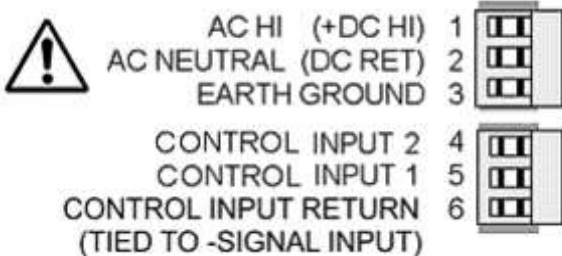 AC HI (+DC HI) 1
AC NEUTRAL (DC RET) 2
EARTH GROUND 3
CONTROL INPUT 2 4
CONTROL INPUT 1 5
CONTROL INPUT RETURN 6
(TIED TO -SIGNAL INPUT)